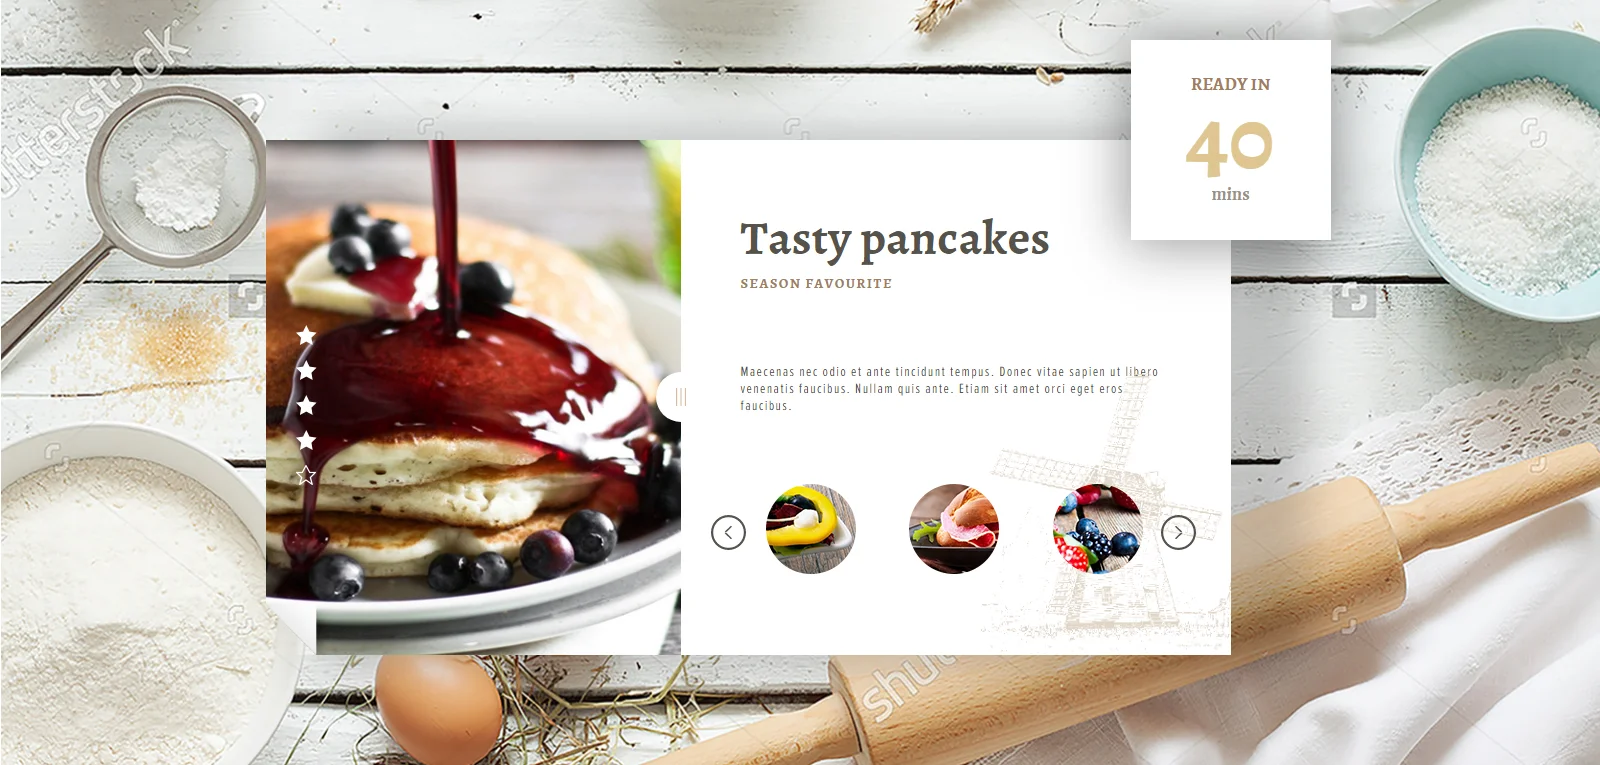 shutterstock
READY IN
40
mins
Tasty pancakes
SEASON FAVOURITE
Maecenas nec odio et ante tincidunt tempus. Donec vitae sapien ut libero
venenatis faucibus. Nullam quis ante. Etiam sit amet orci eget eros
faucibus.
shut